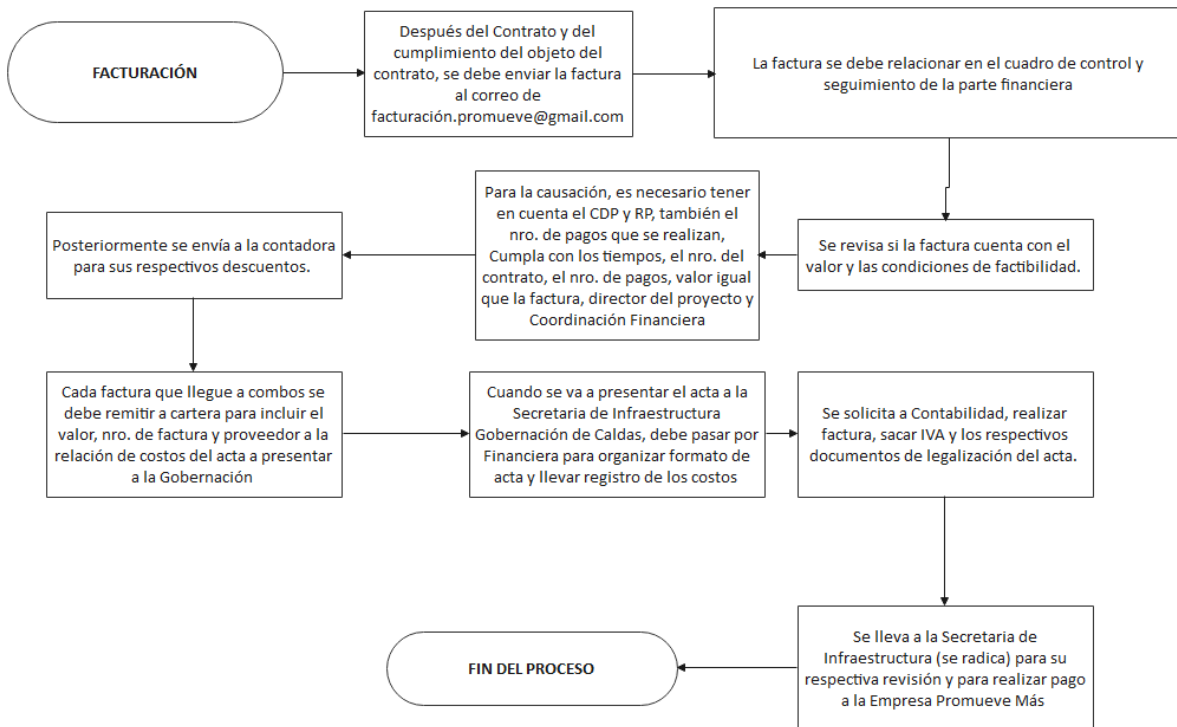 FACTURACIÓN
Después del Contrato y del
cumplimiento del objeto del
contrato, se debe enviar la factura
al correo de
facturación.promueve@gmail.com
La factura se debe relacionar en el cuadro de control y
seguimiento de la parte financiera
Se revisa si la factura cuenta con el
valor y las condiciones de factibilidad.
Para la causación, es necesario tener
en cuenta el CDP y RP, también el
nro. de pagos que se realizan,
Cumpla con los tiempos, el nro. del
contrato, el nro. de pagos, valor igual
que la factura, director del proyecto y
Coordinación Financiera
Posteriormente se envía a la contadora
para sus respectivos descuentos.
Cada factura que llegue a combos se
debe remitir a cartera para incluir el
valor, nro. de factura y proveedor a la
relación de costos del acta a presentar
a la Gobernación
Cuando se va a presentar el acta a la
Secretaria de Infraestructura
Gobernación de Caldas, debe pasar por
Financiera para organizar formato de
acta y llevar registro de los costos
Se solicita a Contabilidad, realizar
factura, sacar IVA y los respectivos
documentos de legalización del acta.
Se lleva a la Secretaria de
Infraestructura (se radica) para su
respectiva revisión y para realizar pago
a la Empresa Promueve Más
FIN DEL PROCESO